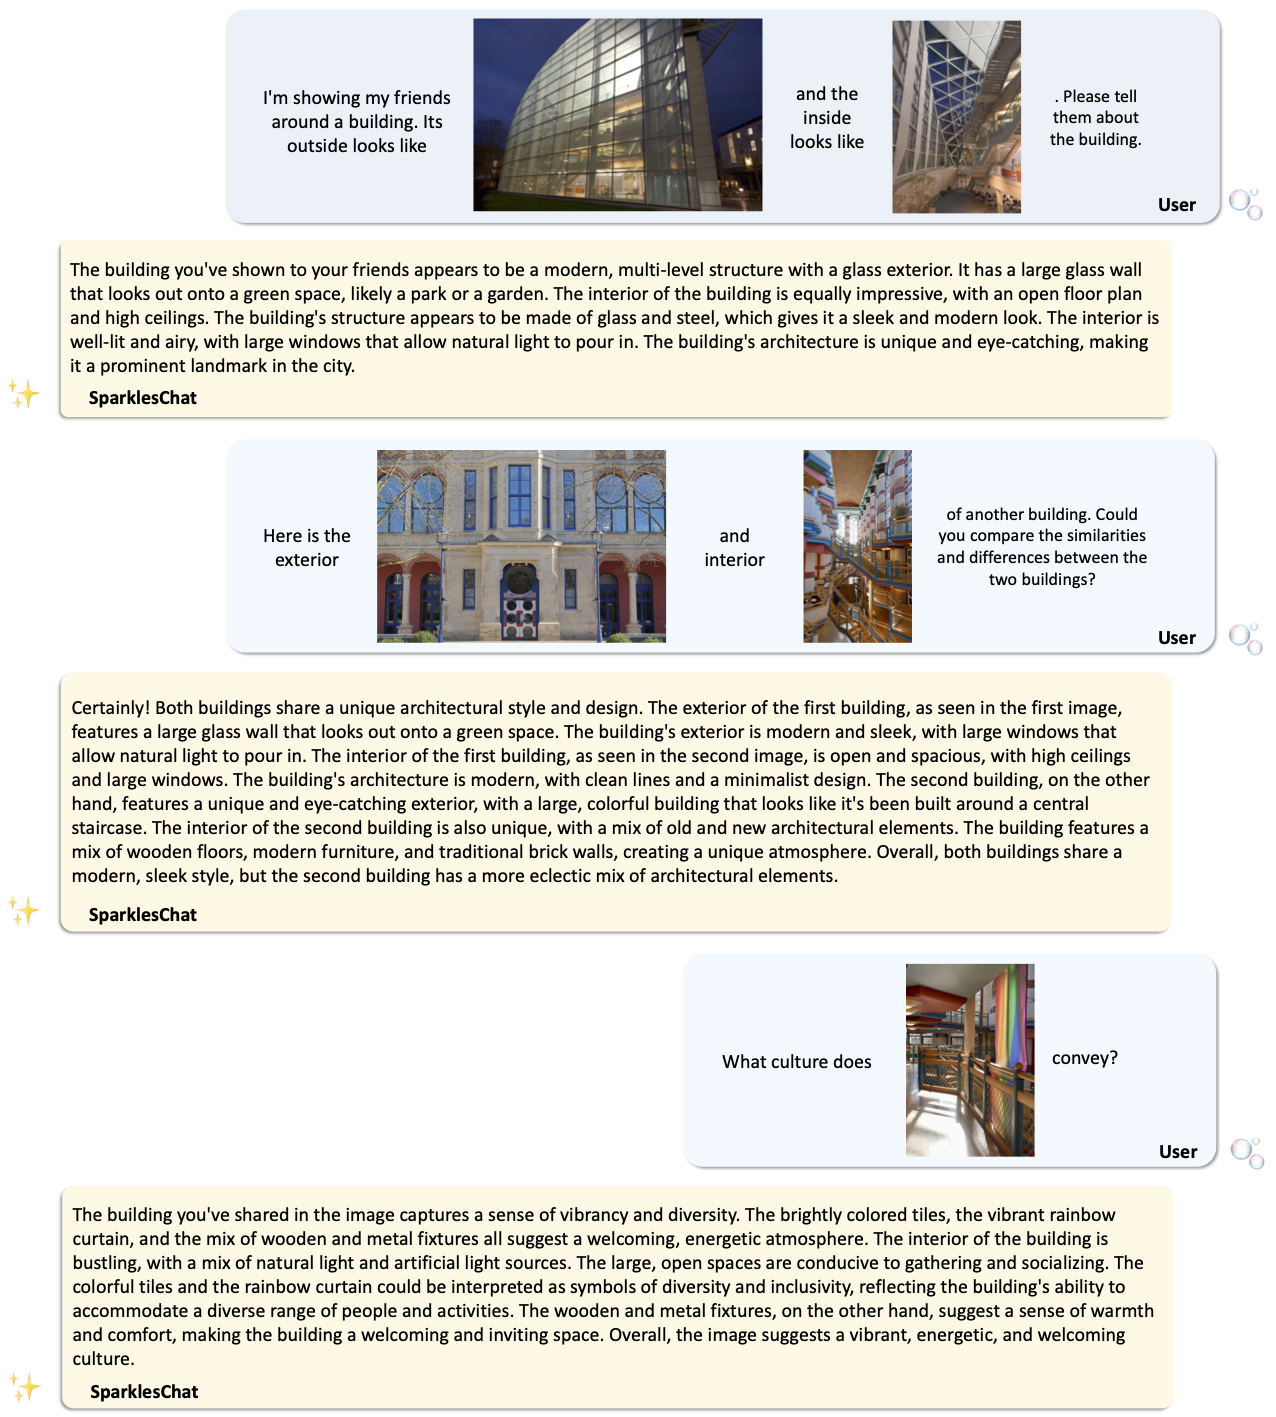 I'm showing my friends
around a building. Its
outside looks like
and the
inside
looks like
. Please tell
them about
the building.
User
The building you've shown to your friends appears to be a modern, multi-level structure with a glass exterior. It has a large glass wall
that looks out onto a green space, likely a park or a garden. The interior of the building is equally impressive, with an open floor plan
and high ceilings. The building's structure appears to be made of glass and steel, which gives it a sleek and modern look. The interior is
well-lit and airy, with large windows that allow natural light to pour in. The building's architecture is unique and eye-catching, making
it a prominent landmark in the city.
SparklesChat
Here is the
exterior
and
interior
of another building. Could
you compare the similarities
and differences between the
two buildings?
User
Certainly! Both buildings share a unique architectural style and design. The exterior of the first building, as seen in the first image,
features a large glass wall that looks out onto a green space. The building's exterior is modern and sleek, with large windows that
allow natural light to pour in. The interior of the first building, as seen in the second image, is open and spacious, with high ceilings
and large windows. The building's architecture is modern, with clean lines and a minimalist design. The second building, on the other
hand, features a unique and eye-catching exterior, with a large, colorful building that looks like it's been built around a central
staircase. The interior of the second building is also unique, with a mix of old and new architectural elements. The building features a
mix of wooden floors, modern furniture, and traditional brick walls, creating a unique atmosphere. Overall, both buildings share a
modern, sleek style, but the second building has a more eclectic mix of architectural elements.
SparklesChat
What culture does
convey?
User
The building you've shared in the image captures a sense of vibrancy and diversity. The brightly colored tiles, the vibrant rainbow
curtain, and the mix of wooden and metal fixtures all suggest a welcoming, energetic atmosphere. The interior of the building is
bustling, with a mix of natural light and artificial light sources. The large, open spaces are conducive to gathering and socializing. The
colorful tiles and the rainbow curtain could be interpreted as symbols of diversity and inclusivity, reflecting the building's ability to
accommodate a diverse range of people and activities. The wooden and metal fixtures, on the other hand, suggest a sense of warmth
and comfort, making the building a welcoming and inviting space. Overall, the image suggests a vibrant, energetic, and welcoming
culture.
SparklesChat